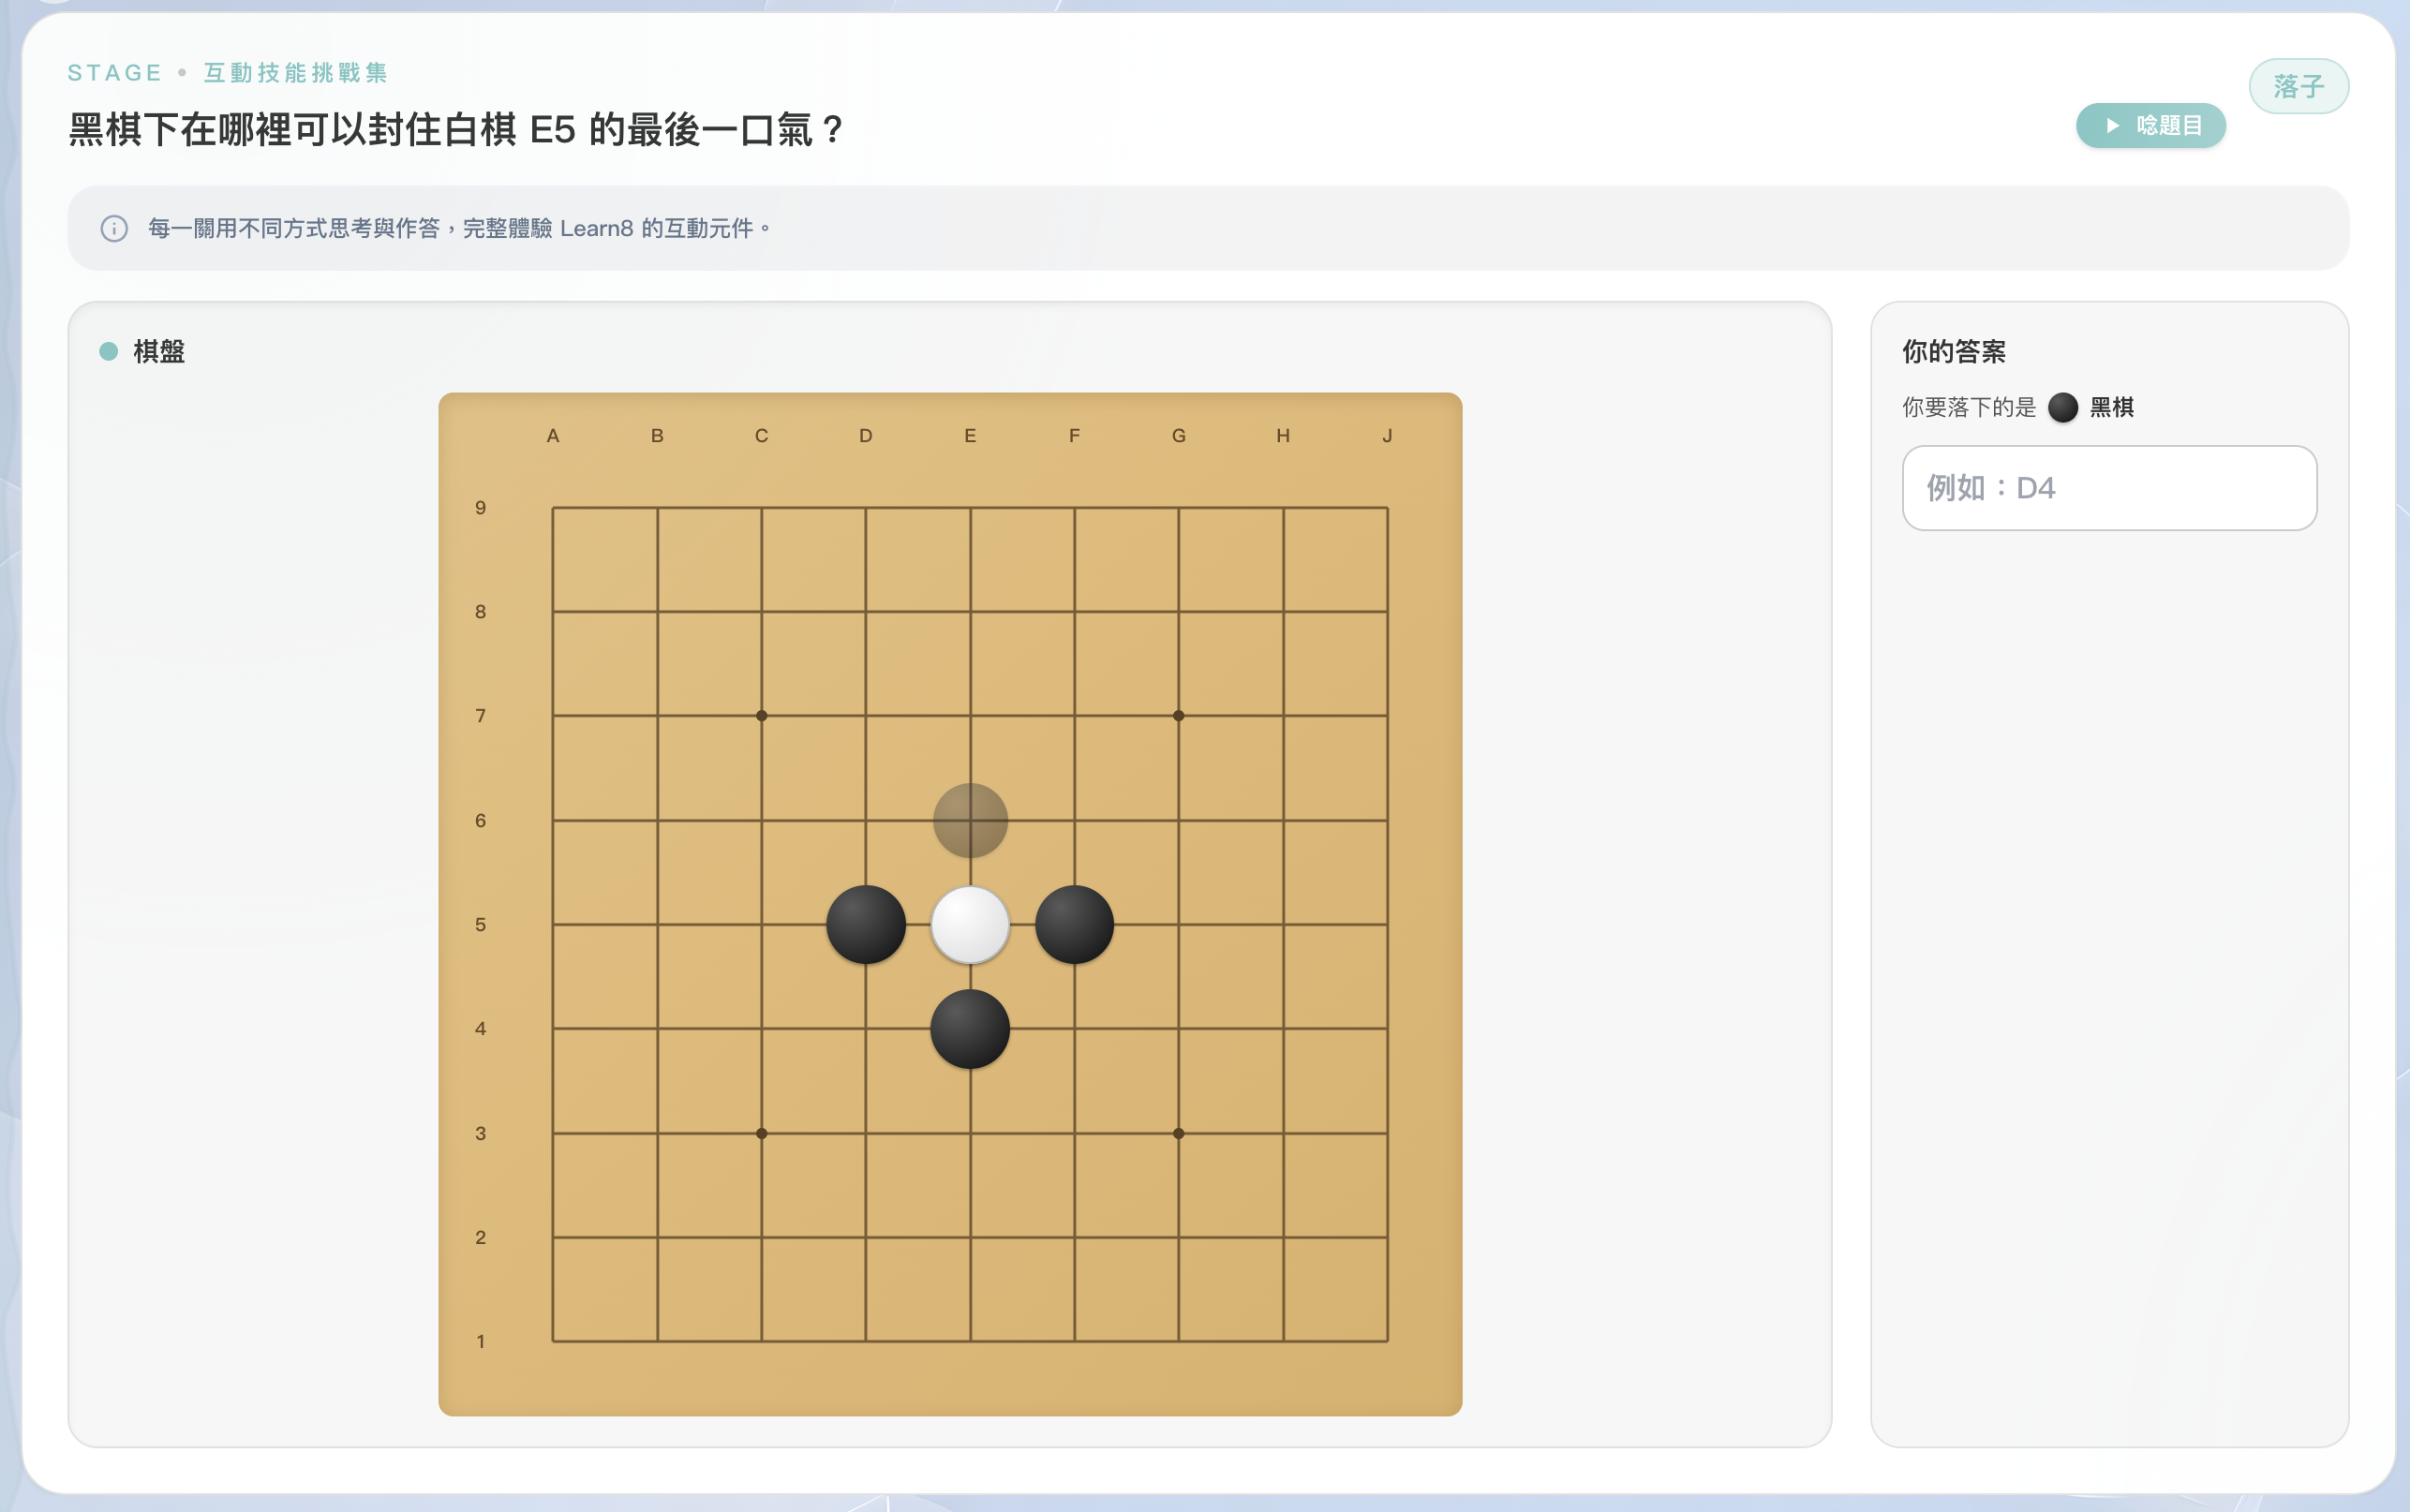 STAGE • 互動技能挑戰集
落子
黑棋下在哪裡可以封住白棋 E5 的最後一口氣？
唸題目
每一關用不同方式思考與作答，完整體驗 Learn8 的互動元件。
棋盤
A B C D E F G H J
9
8
7
6
5
4
3
2
1
你的答案
你要落下的是 黑棋
例如：D4